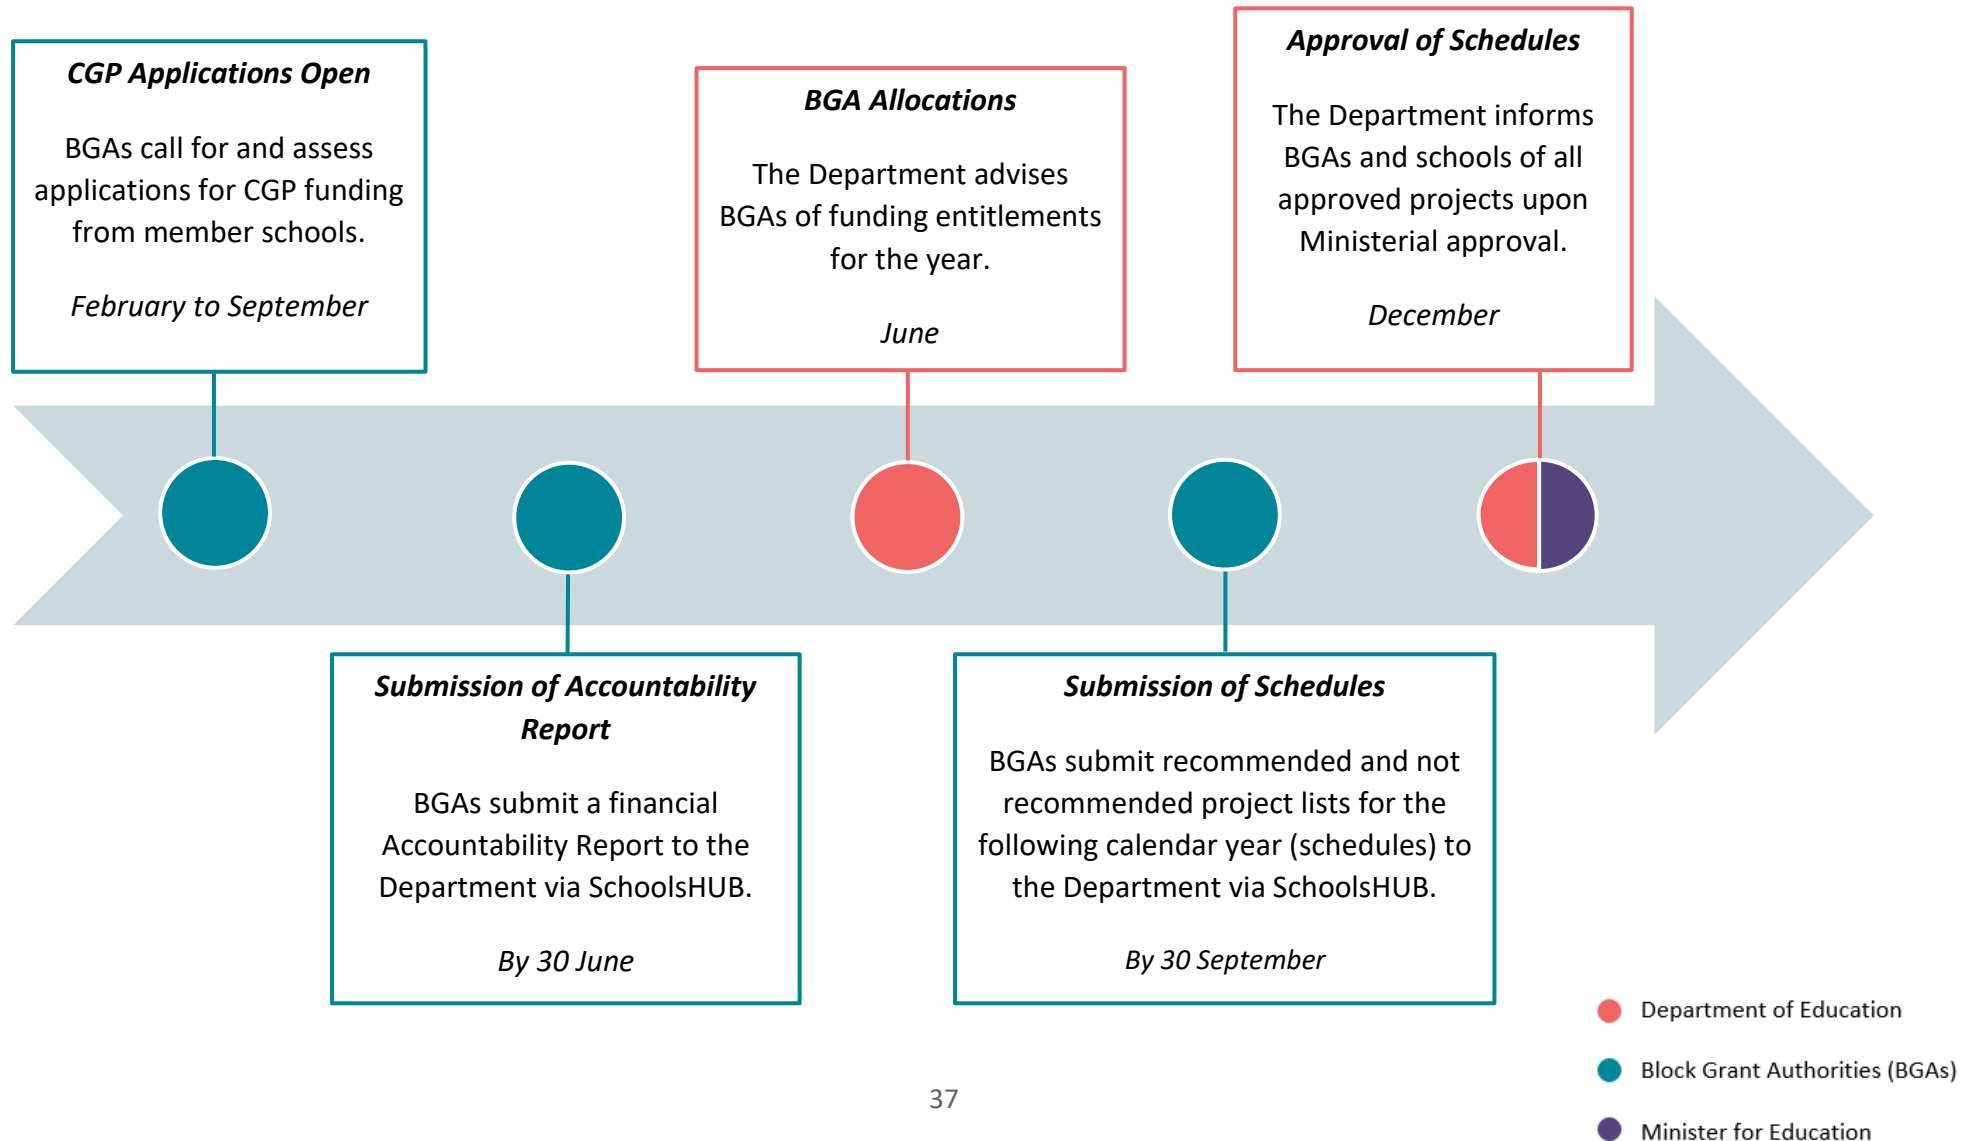 CGP Applications Open
BGAs call for and assess
applications for CGP funding
from member schools.
February to September
BGA Allocations
The Department advises
BGAs of funding entitlements
for the year.
June
Approval of Schedules
The Department informs
BGAs and schools of all
approved projects upon
Ministerial approval.
December
Submission of Accountability
Report
BGAs submit a financial
Accountability Report to the
Department via SchoolsHUB.
By 30 June
Submission of Schedules
BGAs submit recommended and not
recommended project lists for the
following calendar year (schedules) to
the Department via SchoolsHUB.
By 30 September
Department of Education
Block Grant Authorities (BGAs)
Minister for Education
37